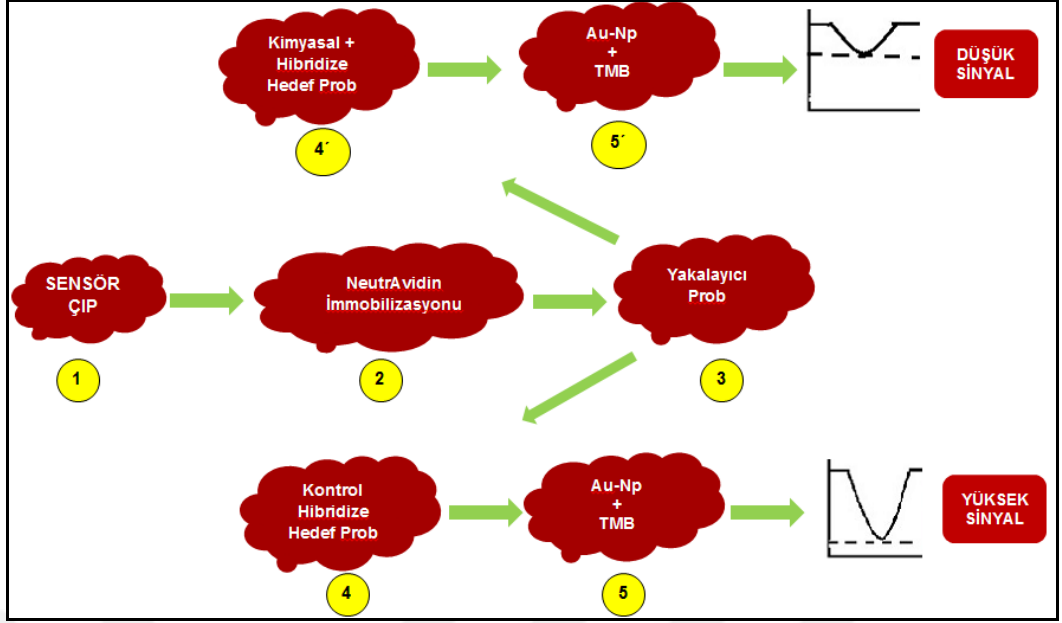 Kimyasal +
Hibridize
Hedef Prob
4´
Au-Np
+
TMB
5´
DÜŞÜK
SİNYAL
SENSÖR
ÇIP
1
NeutrAvidin
İmmobilizasyonu
2
Yakalayıcı
Prob
3
Kontrol
Hibridize
Hedef Prob
4
Au-Np
+
TMB
5
YÜKSEK
SİNYAL